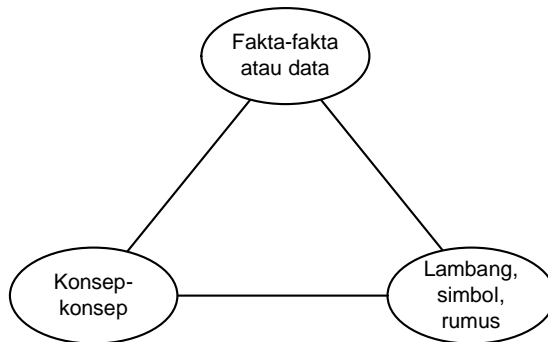 Fakta-fakta
atau data
Konsep-
konsep
Lambang,
simbol,
rumus